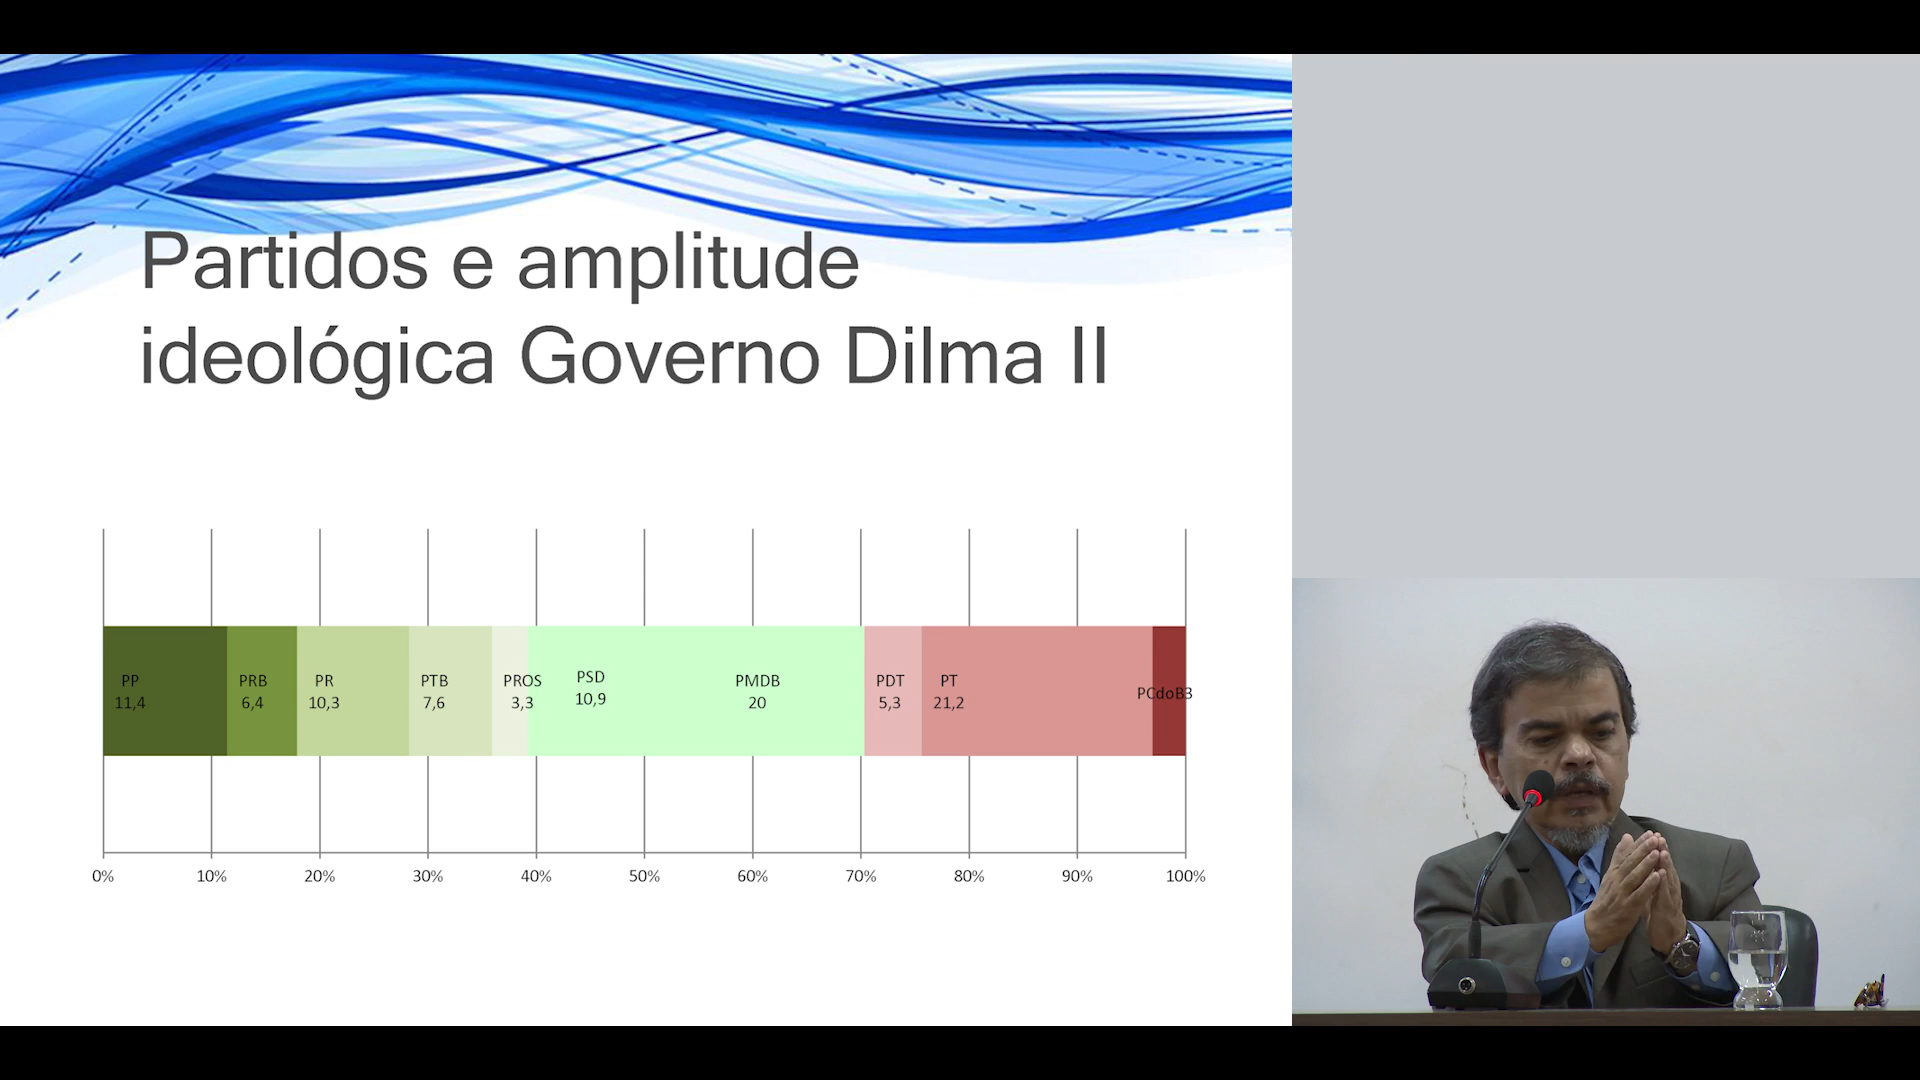 Partidos e amplitude
ideológica Governo Dilma II
PP
11,4
PRB
6,4
PR
10,3
PTB
7,6
PROS
3,3
PSD
10,9
PMDB
20
PDT
5,3
PT
21,2
PCdoB3
0%
10%
20%
30%
40%
50%
60%
70%
80%
90%
100%